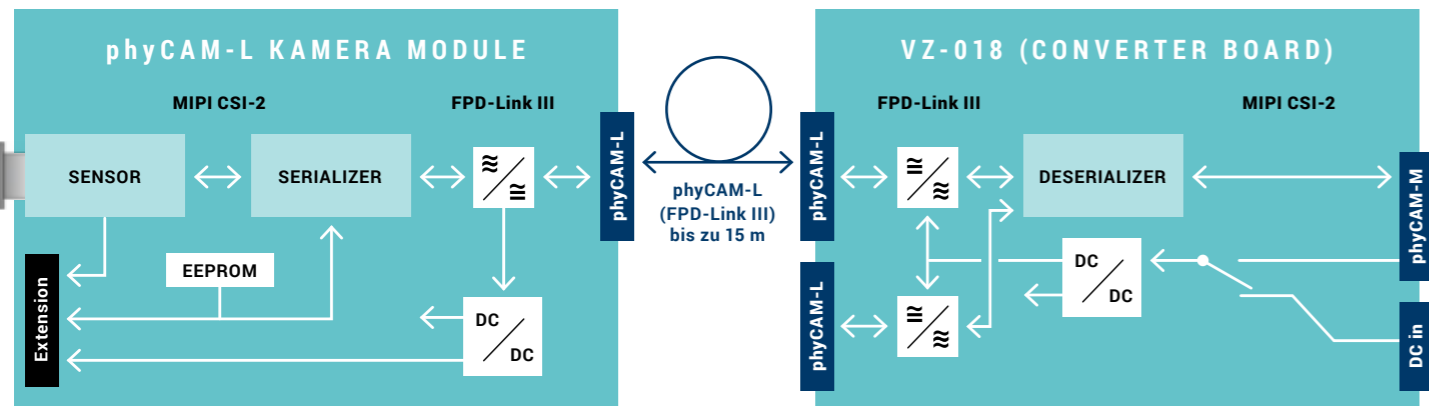 phyCAM-L KAMERA MODULE
MIPI CSI-2
FPD-Link III
SENSOR
SERIALIZER
phyCAM-L
EEPROM
Extension
DC
DC
phyCAM-L
(FPD-Link III)
bis zu 15 m
VZ-018 (CONVERTER BOARD)
FPD-Link III
MIPI CSI-2
phyCAM-L
DESERIALIZER
phyCAM-M
phyCAM-L
DC
DC
DC in